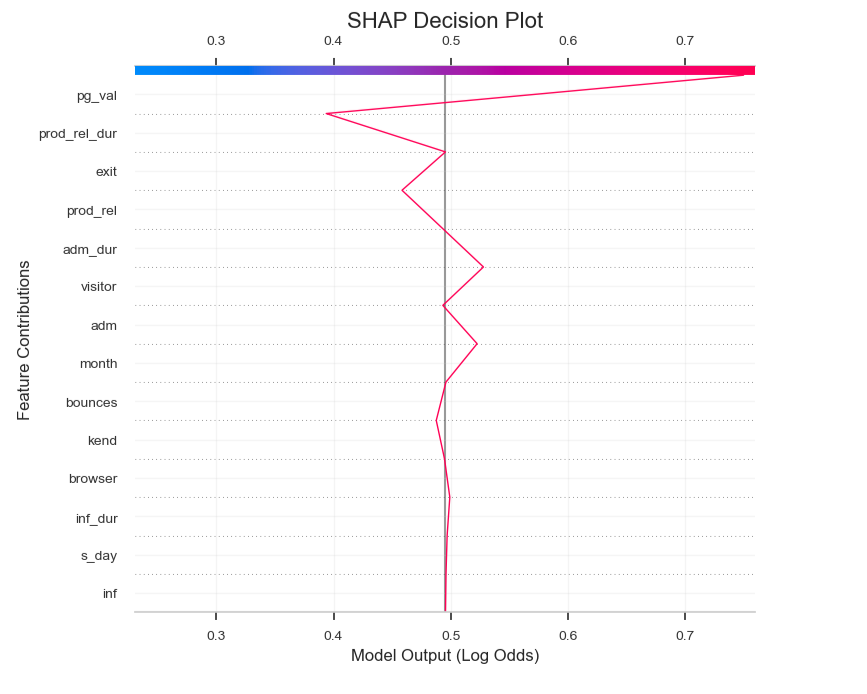 SHAP Decision Plot
0.3 0.4 0.5 0.6 0.7
pg_val
prod_rel_dur
exit
prod_rel
adm_dur
visitor
adm
month
bounces
kend
browser
inf_dur
s_day
inf
Feature Contributions
0.3 0.4 0.5 0.6 0.7
Model Output (Log Odds)